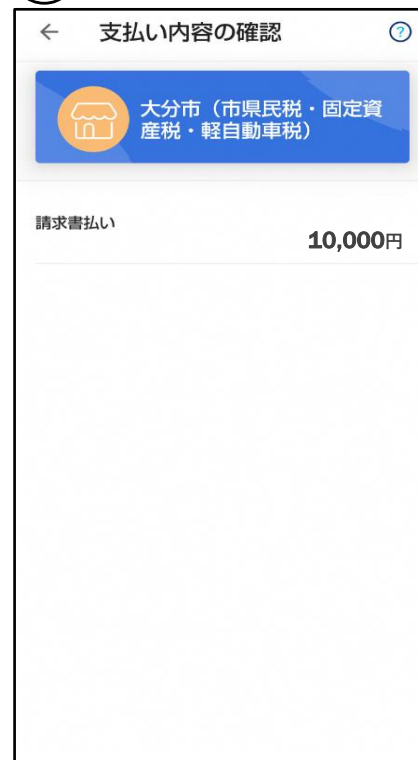 支払い内容の確認
?
大分市（市県民税・固定資
産税・軽自動車税）
請求書払い
10,000円